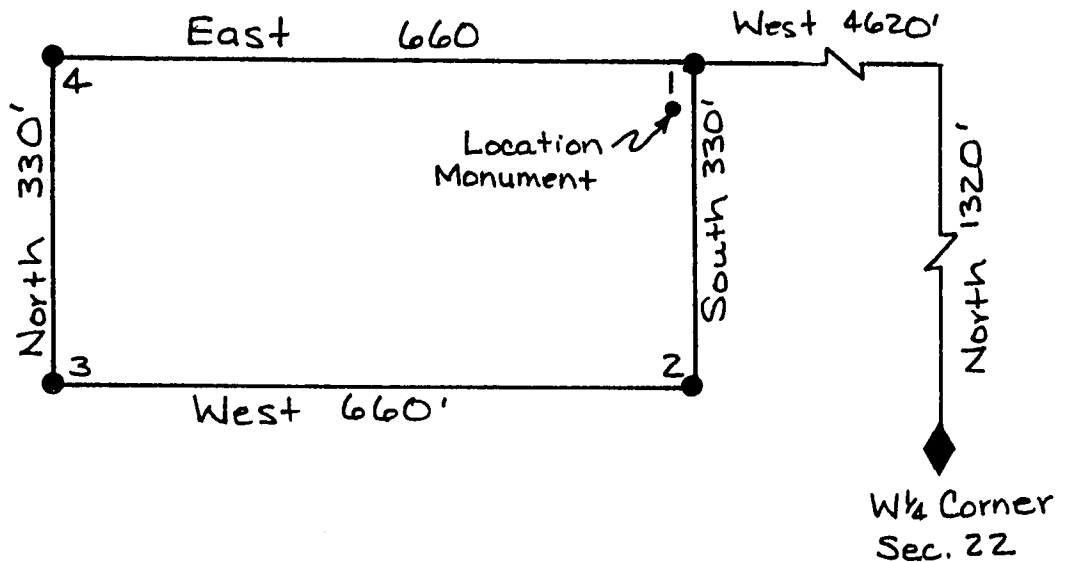 East 660
West 4620'
4
1
Location
Monument
North 330'
South 330'
North 1320'
3
2
West 660'
W¼ Corner
Sec. 22